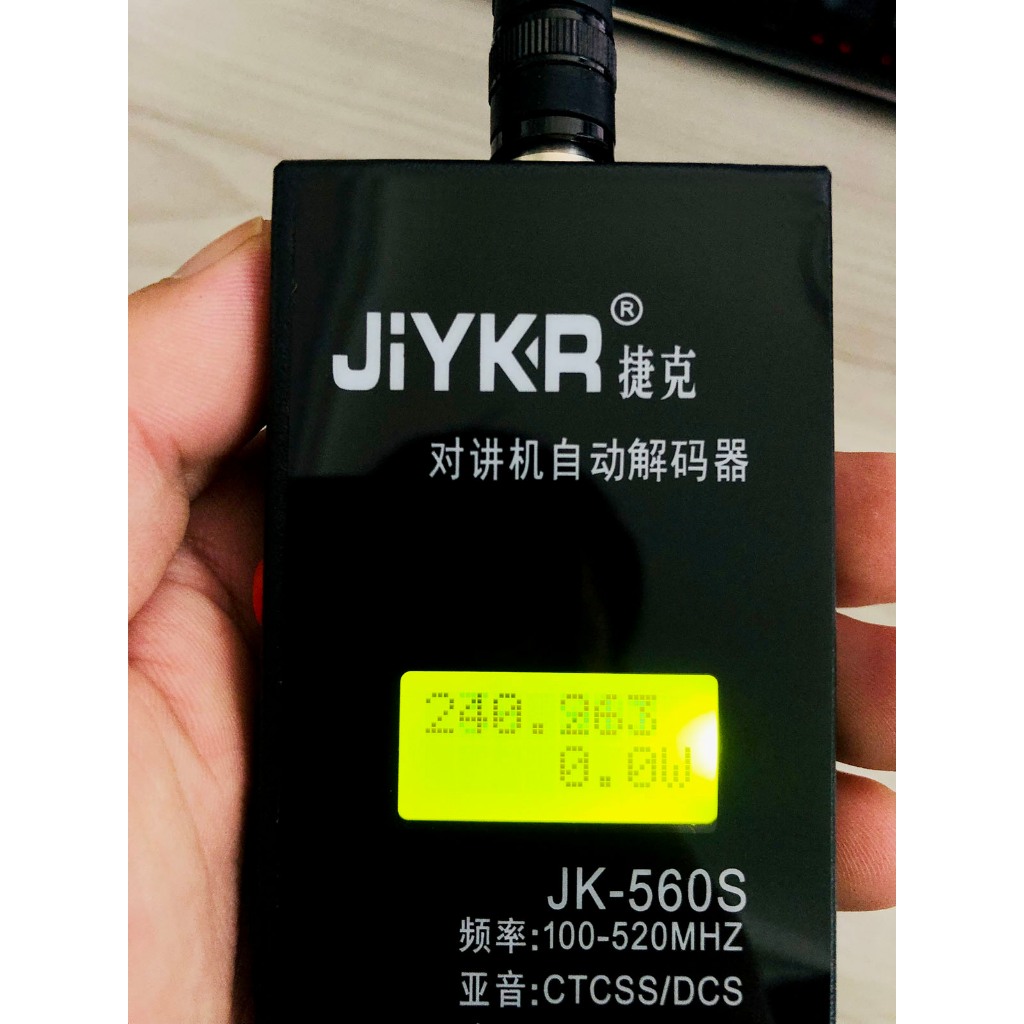 JiYKR® 捷克
对讲机自动解码器
0.0W
JK-560S
频率:100-520MHZ
亚音:CTCSS/DCS